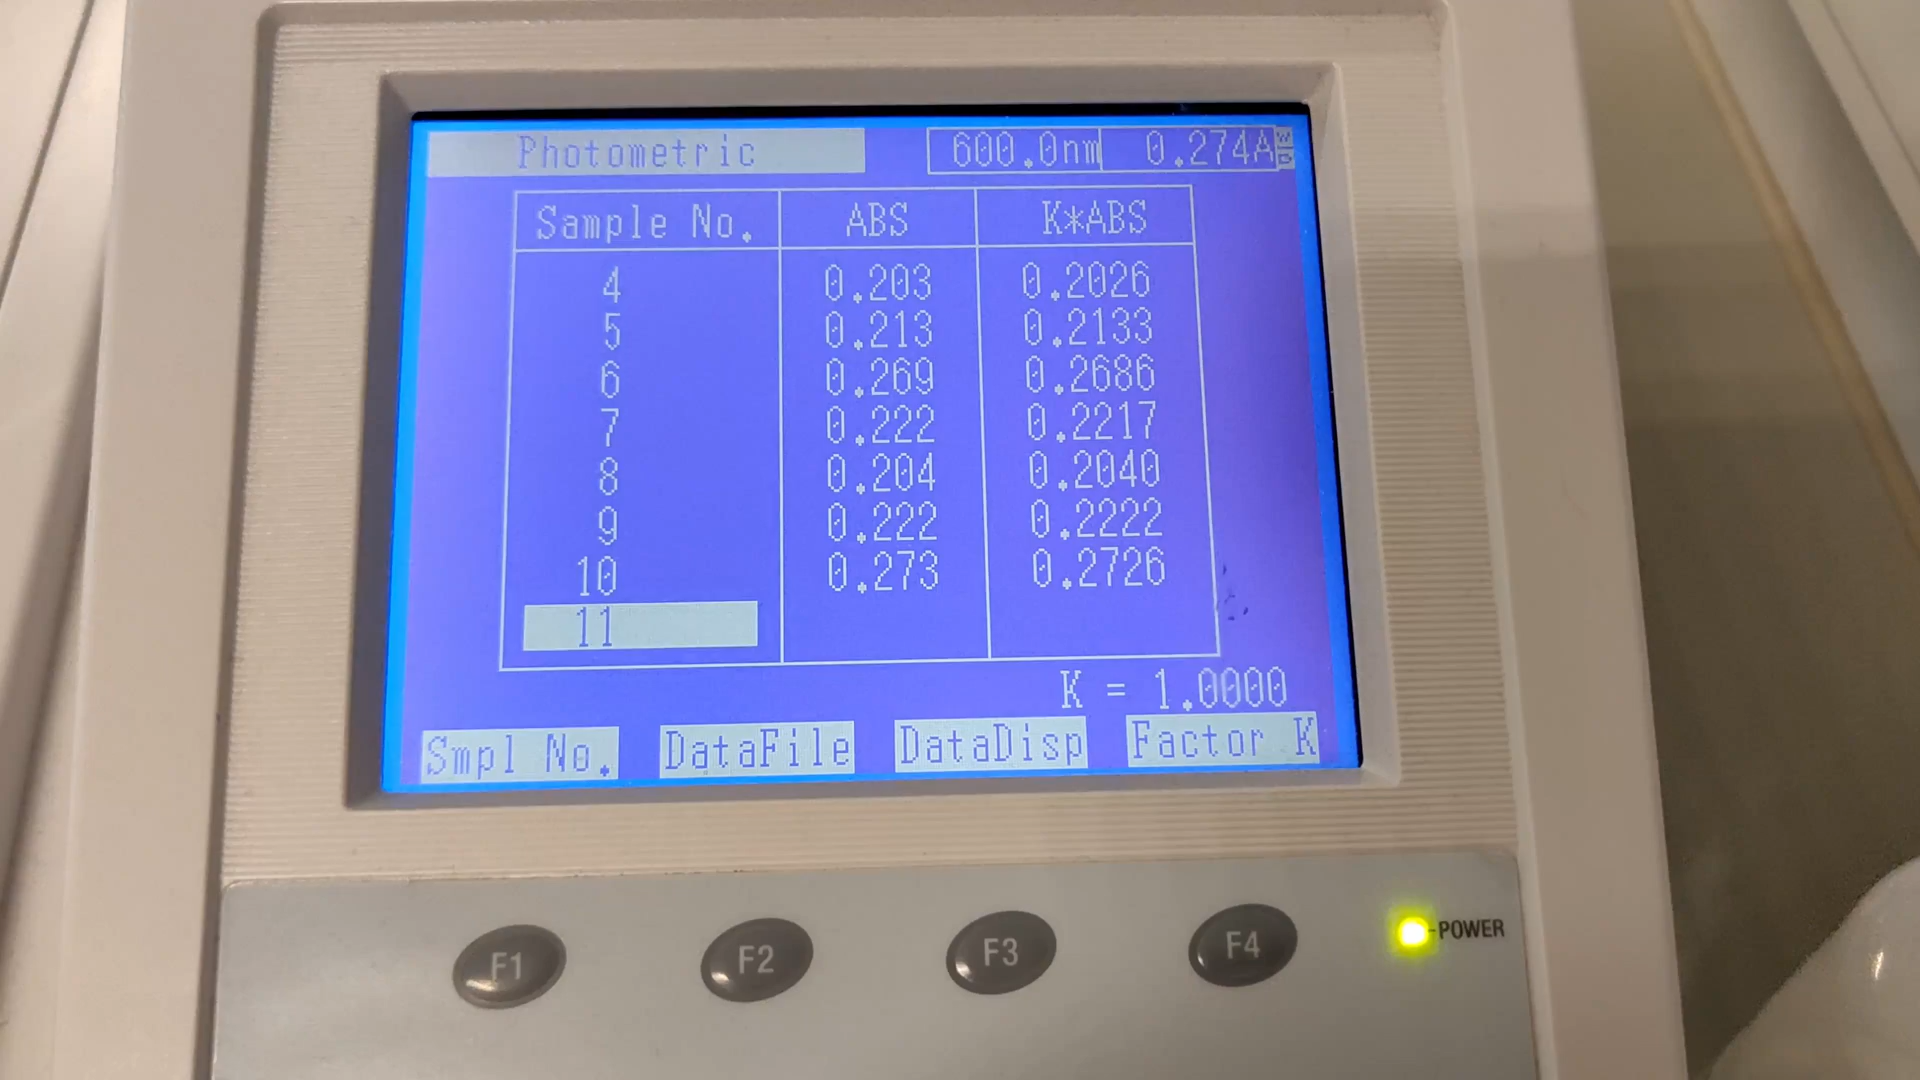 Photometric 600.0nm 0.274A
Sample No. ABS K*ABS
4 0.203 0.2026
5 0.213 0.2133
6 0.269 0.2686
7 0.222 0.2217
8 0.204 0.2040
9 0.222 0.2222
10 0.273 0.2726
11
K = 1.0000
Smpl No. DataFile DataDisp Factor K
F1 F2 F3 F4 POWER